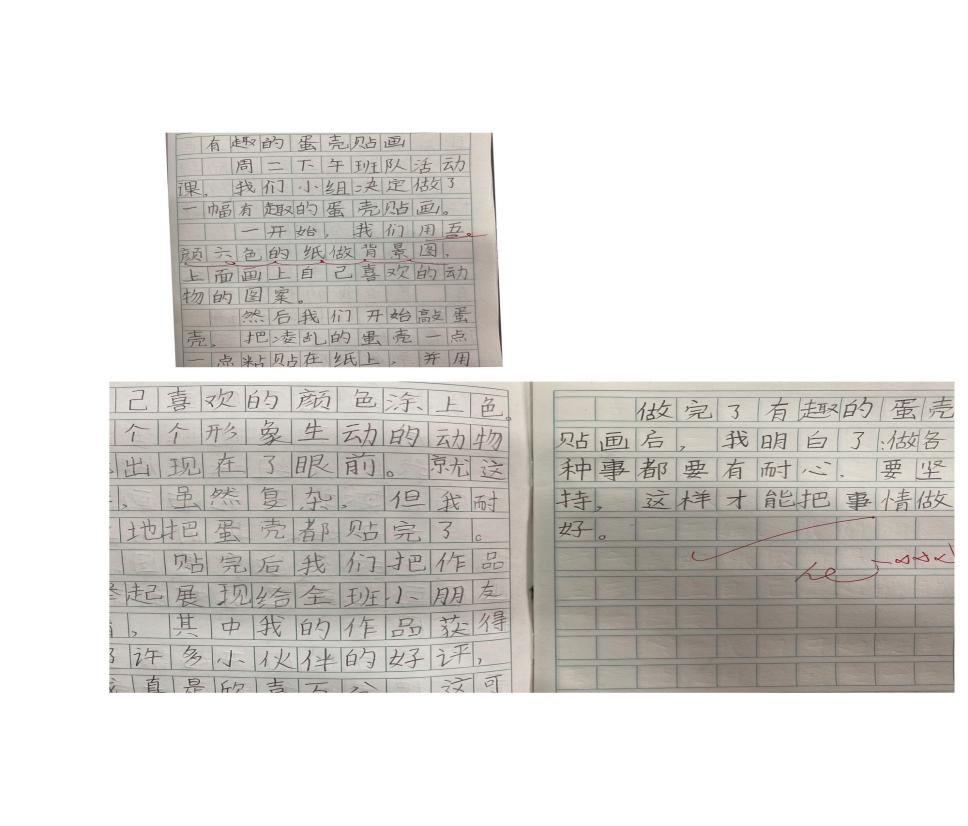 有趣的蛋壳贴画
周二下午班队活动
课，我们小组决定做了
一幅有趣的蛋壳贴画。
一开始，我们用五
颜六色的纸做背景图，
上面画上自己喜欢的动
物的图案。
然后我们开始敲蛋
壳，把凌乱的蛋壳一点
一点粘贴在纸上，并用
己喜欢的颜色涂上色。
个个形象生动的动物
出现在了眼前。就这
，虽然复杂，但我耐
地把蛋壳都贴完了。
贴完后我们把作品
举起展现给全班小朋友
，其中我的作品获得
了许多小伙伴的好评，
真是欣喜万分。这可
做完了有趣的蛋壳
贴画后，我明白了：做各
种事都要有耐心，要坚
持，这样才能把事情做
好。